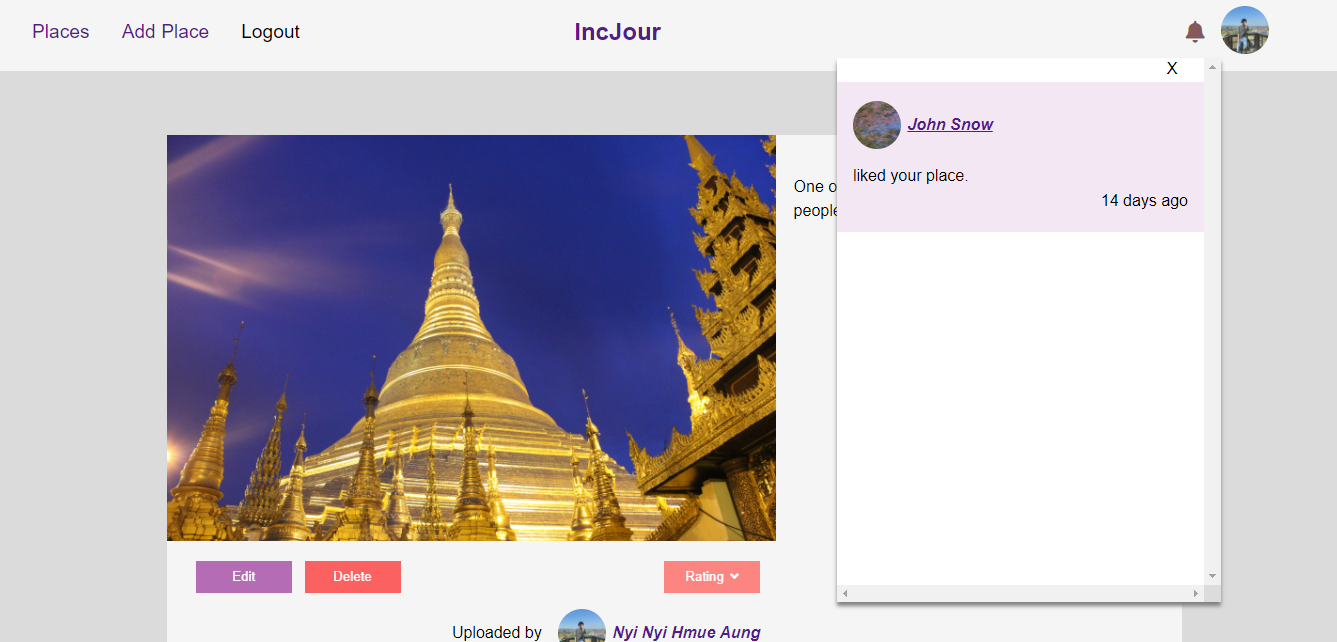 Places Add Place Logout IncJour
X
John Snow
liked your place.
14 days ago
One o
people
Edit Delete Rating
Uploaded by Nyi Nyi Hmue Aung